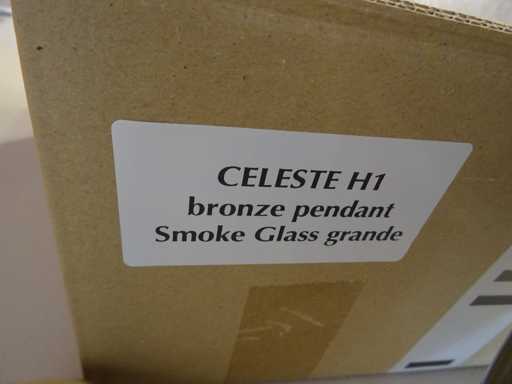 CELESTE H1
bronze pendant
Smoke Glass grande